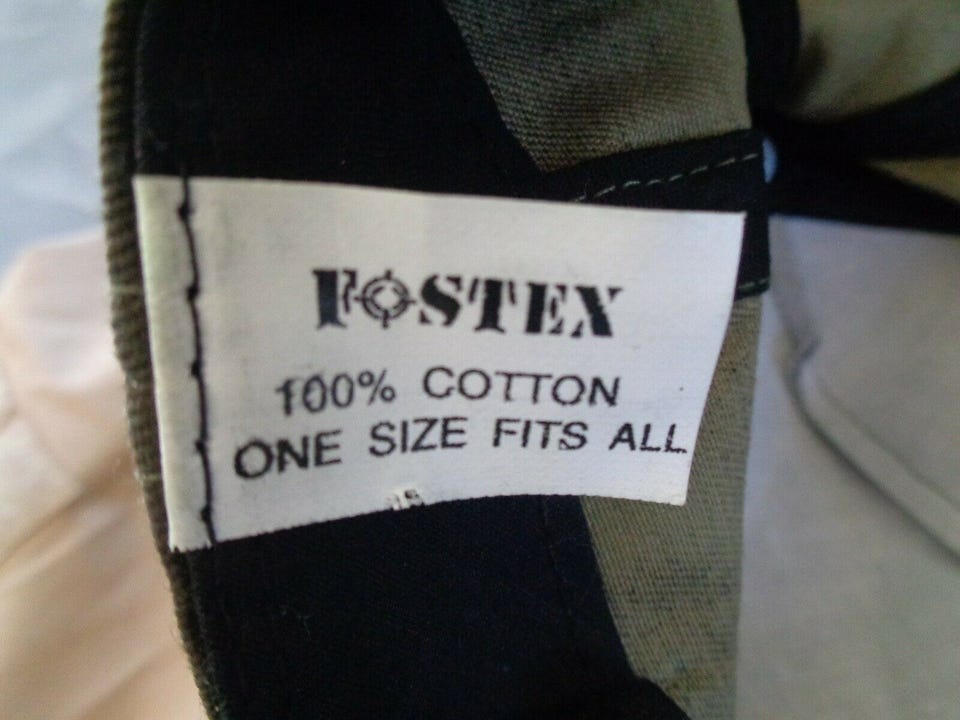 FOSTEX
100% COTTON
ONE SIZE FITS ALL